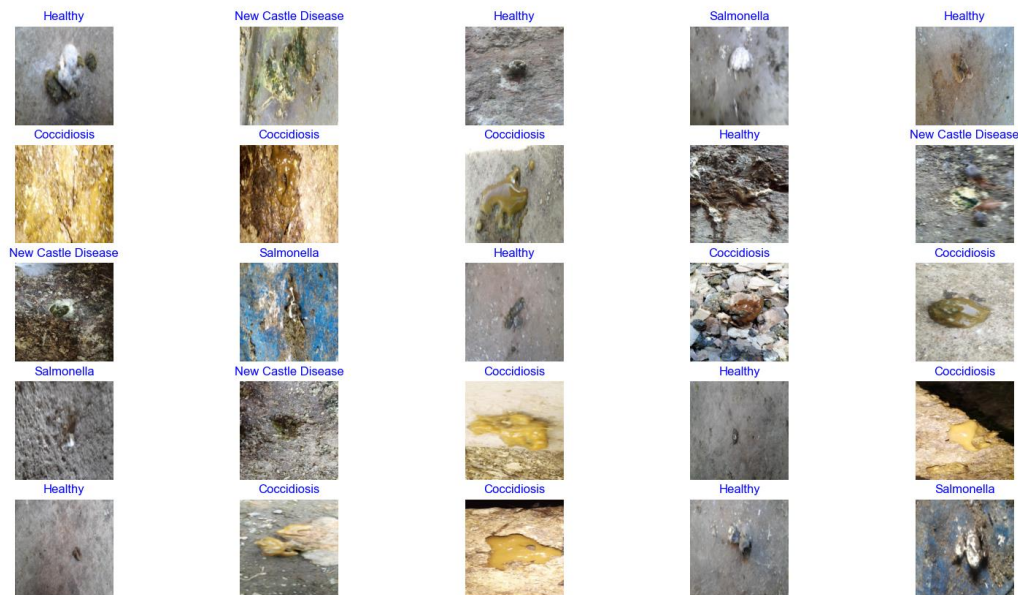 Healthy New Castle Disease Healthy Salmonella Healthy
Coccidiosis Coccidiosis Coccidiosis Healthy New Castle Disease
New Castle Disease Salmonella Healthy Coccidiosis Coccidiosis
Salmonella New Castle Disease Coccidiosis Healthy Coccidiosis
Healthy Coccidiosis Coccidiosis Healthy Salmonella